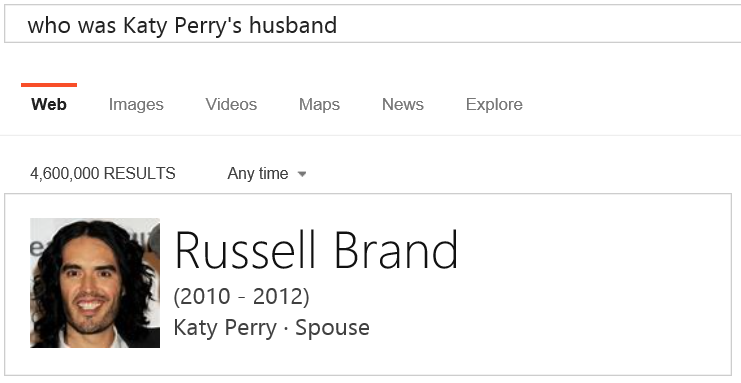 who was Katy Perry's husband
Web Images Videos Maps News Explore
4,600,000 RESULTS Any time
Russell Brand
(2010 - 2012)
Katy Perry · Spouse